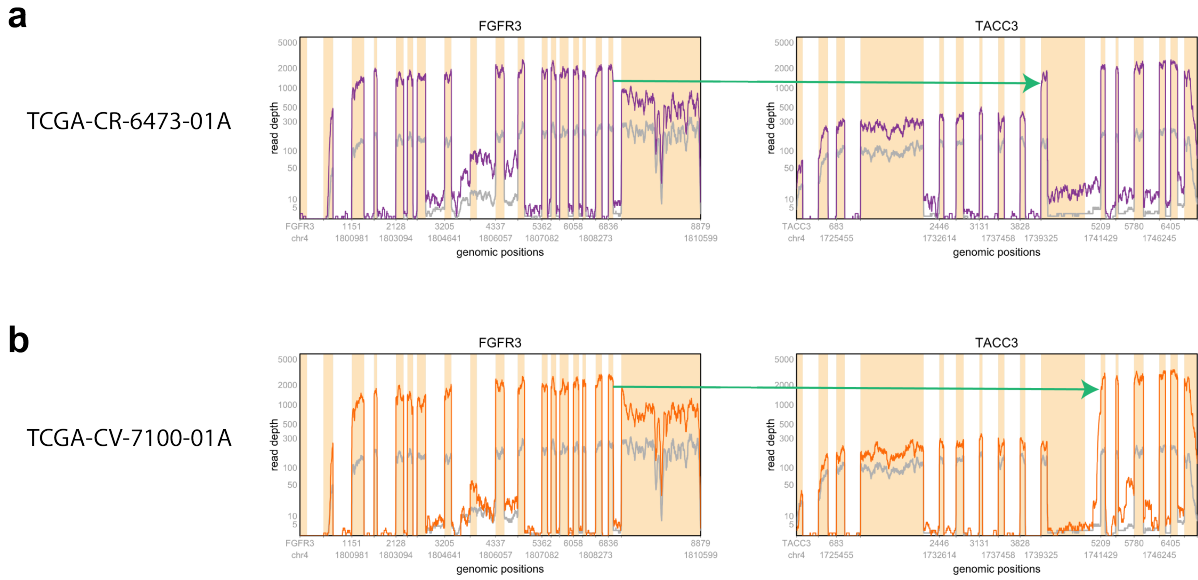 a
TCGA-CR-6473-01A
FGFR3
read depth
5000
2000
1000
500
300
100
50
10
5
FGFR3 1151 2128 3205 4337 5362 6058 6836 8879
chr4 1800981 1803094 1804641 1806057 1807082 1808273 1810599
genomic positions
TACC3
read depth
5000
2000
1000
500
300
100
50
10
5
TACC3 683 2446 3131 3828 5209 5780 6405
chr4 1725455 1732614 1737458 1739325 1741429 1746245
genomic positions
b
TCGA-CV-7100-01A
FGFR3
read depth
5000
2000
1000
500
300
100
50
10
5
FGFR3 1151 2128 3205 4337 5362 6058 6836 8879
chr4 1800981 1803094 1804641 1806057 1807082 1808273 1810599
genomic positions
TACC3
read depth
5000
2000
1000
500
300
100
50
10
5
TACC3 683 2446 3131 3828 5209 5780 6405
chr4 1725455 1732614 1737458 1739325 1741429 1746245
genomic positions